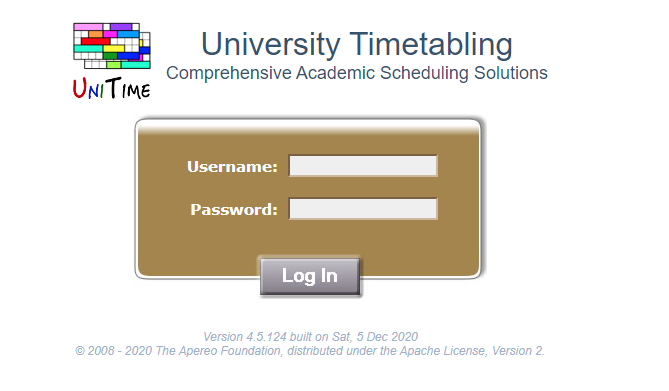 University Timetabling
Comprehensive Academic Scheduling Solutions
UniTime
Username:
Password:
Log In
Version 4.5.124 built on Sat, 5 Dec 2020
© 2008 - 2020 The Apereo Foundation, distributed under the Apache License, Version 2.